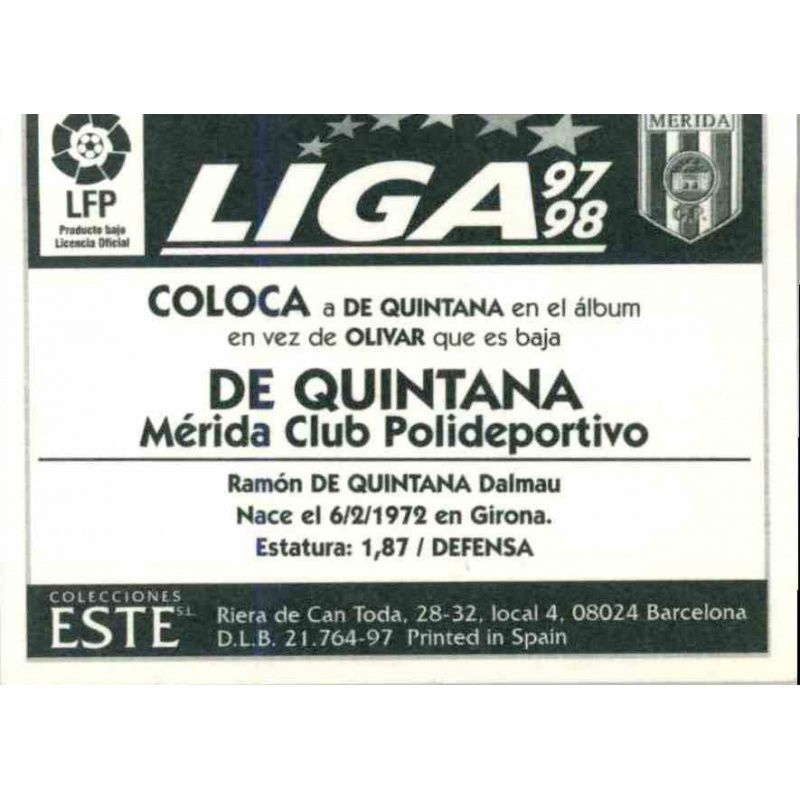 LFP
Producto bajo
Licencia Oficial
LIGA 97
98
MERIDA
COLOCA a DE QUINTANA en el álbum
en vez de OLIVAR que es baja
DE QUINTANA
Mérida Club Polideportivo
Ramón DE QUINTANA Dalmau
Nace el 6/2/1972 en Girona.
Estatura: 1,87 / DEFENSA
COLECCIONES
ESTE S.L.
Riera de Can Toda, 28-32, local 4, 08024 Barcelona
D.L.B. 21.764-97 Printed in Spain